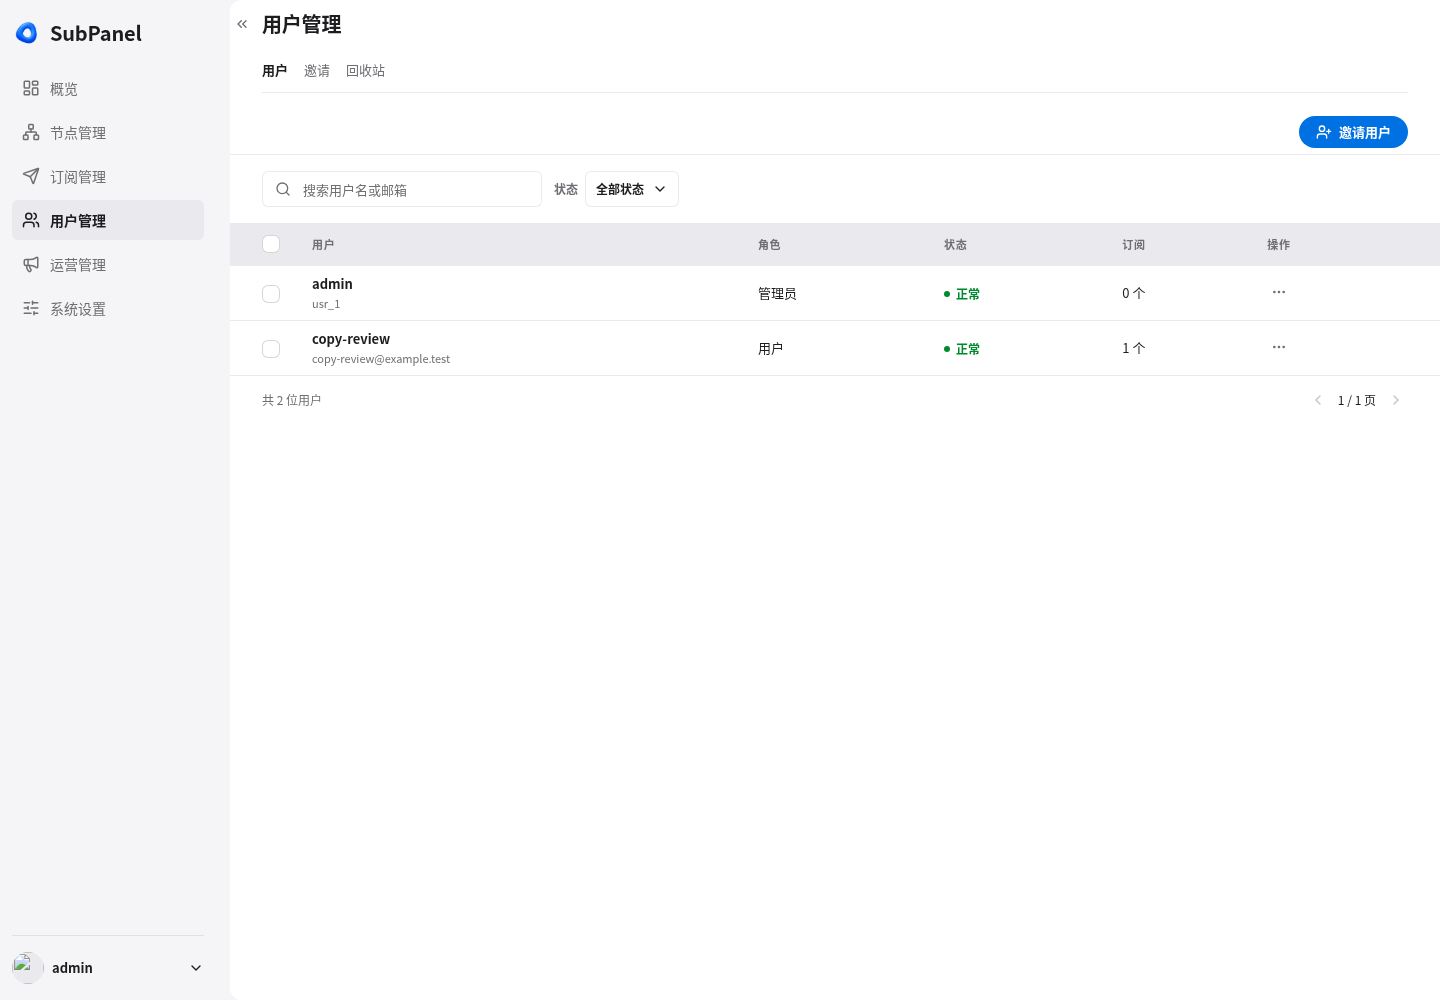 SubPanel
概览
节点管理
订阅管理
用户管理
运营管理
系统设置
admin
用户管理
用户 邀请 回收站
邀请用户
搜索用户名或邮箱 状态 全部状态
用户 角色 状态 订阅 操作
admin
usr_1
管理员 正常 0 个
copy-review
copy-review@example.test
用户 正常 1 个
共 2 位用户 1 / 1 页